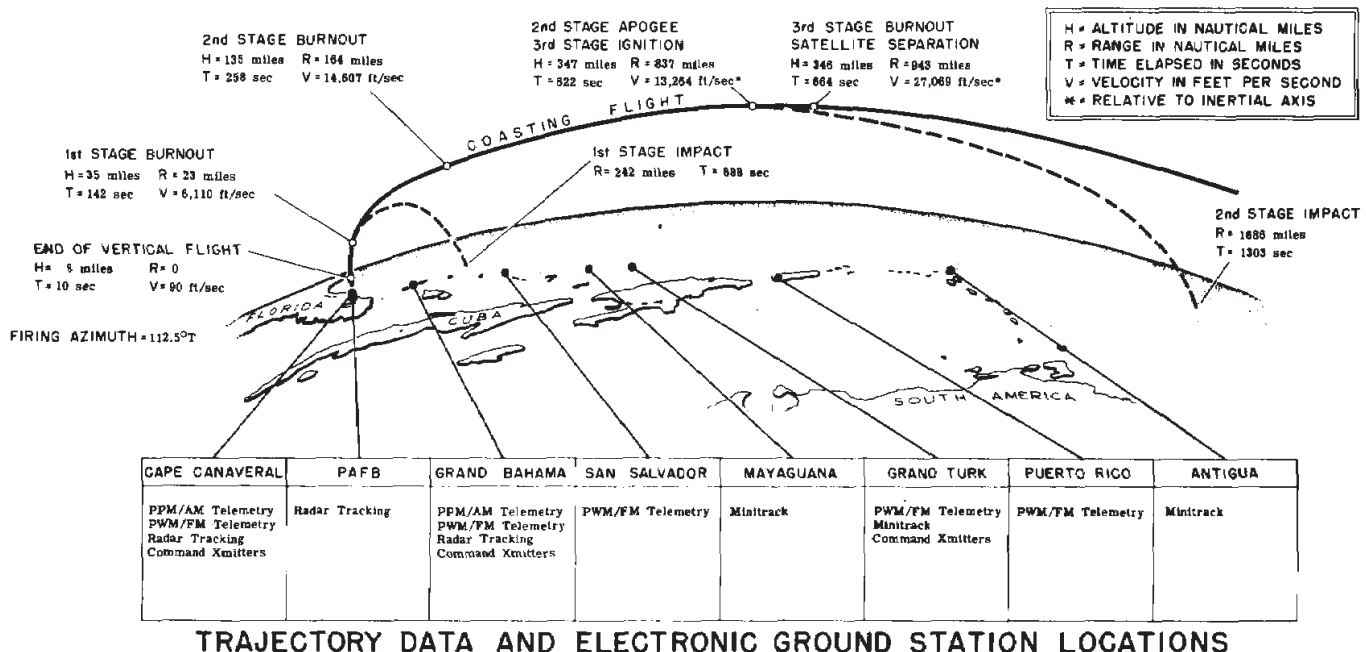 2nd STAGE BURNOUT
H = 135 miles R = 164 miles
T = 258 sec V = 14,607 ft/sec
2nd STAGE APOGEE
3rd STAGE IGNITION
H = 347 miles R = 837 miles
T = 622 sec V = 13,264 ft/sec*
3rd STAGE BURNOUT
SATELLITE SEPARATION
H = 346 miles R = 943 miles
T = 664 sec V = 27,069 ft/sec*
H = ALTITUDE IN NAUTICAL MILES
R = RANGE IN NAUTICAL MILES
T = TIME ELAPSED IN SECONDS
V = VELOCITY IN FEET PER SECOND
* = RELATIVE TO INERTIAL AXIS
COASTING FLIGHT
1st STAGE BURNOUT
H = 35 miles R = 23 miles
T = 142 sec V = 6,110 ft/sec
1st STAGE IMPACT
R = 242 miles T = 688 sec
2nd STAGE IMPACT
R = 1686 miles
T = 1303 sec
END OF VERTICAL FLIGHT
H = miles R = 0
T = 10 sec V = 90 ft/sec
FLORIDA
CUBA
FIRING AZIMUTH = 112.5°T
SOUTH AMERICA
CAPE CANAVERAL
PPM/AM Telemetry
PWM/FM Telemetry
Radar Tracking
Command Xmitters
PAFB
Radar Tracking
GRAND BAHAMA
PPM/AM Telemetry
PWM/FM Telemetry
Radar Tracking
Command Xmitters
SAN SALVADOR
PWM/FM Telemetry
MAYAGUANA
Minitrack
GRAND TURK
PWM/FM Telemetry
Minitrack
Command Xmitters
PUERTO RICO
PWM/FM Telemetry
ANTIGUA
Minitrack
TRAJECTORY DATA AND ELECTRONIC GROUND STATION LOCATIONS